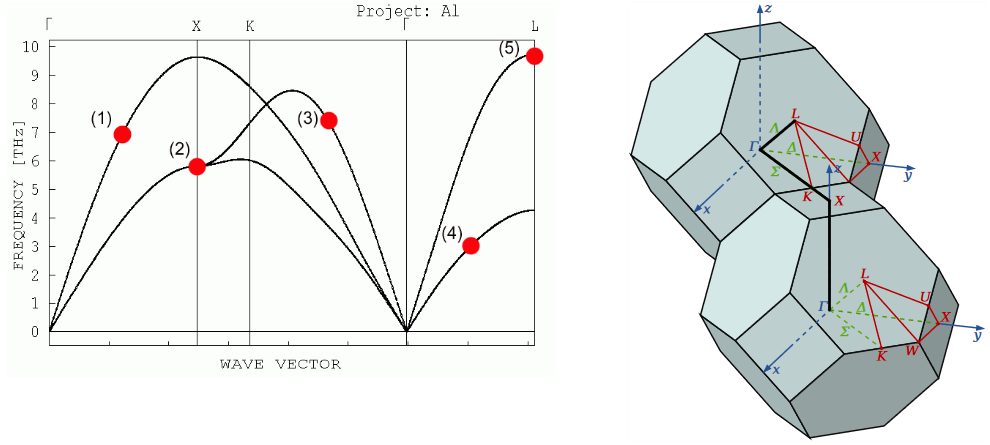 Project: Al
Γ X K Γ L
10
9
8
7
6
5
4
3
2
1
0
FREQUENCY [THz]
(1)
(2)
(3)
(4)
(5)
WAVE VECTOR
z
L
Λ
U
Γ
Δ
X
y
Σ
K
x
z
X
L
Λ
U
Γ
Δ
X
y
Σ
K
W
x